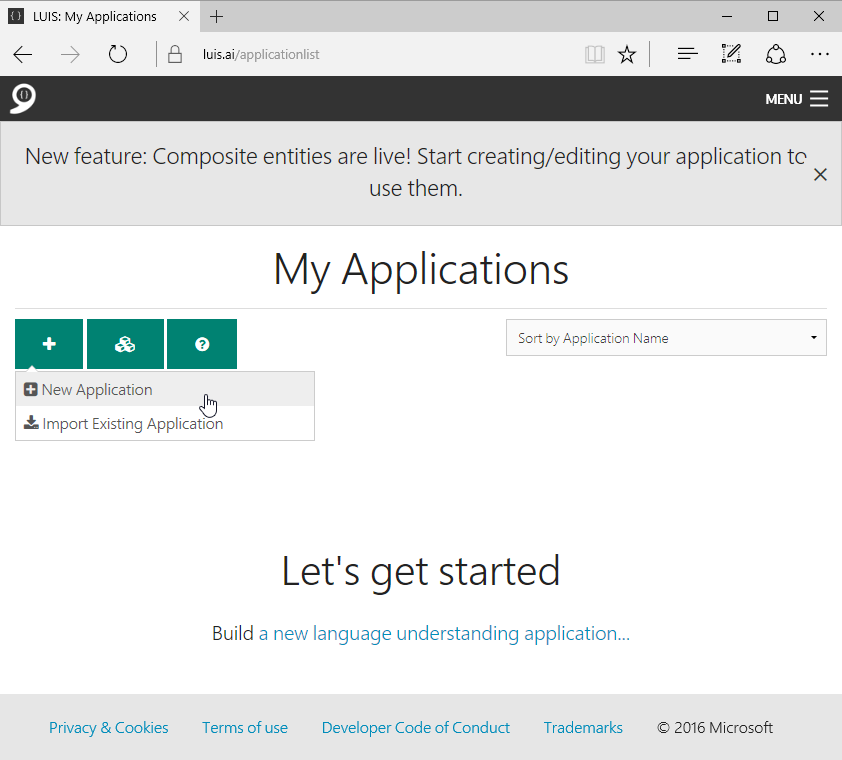 LUIS: My Applications
luis.ai/applicationlist
MENU
New feature: Composite entities are live! Start creating/editing your application to
use them.
My Applications
Sort by Application Name
New Application
Import Existing Application
Let's get started
Build a new language understanding application...
Privacy & Cookies Terms of use Developer Code of Conduct Trademarks © 2016 Microsoft